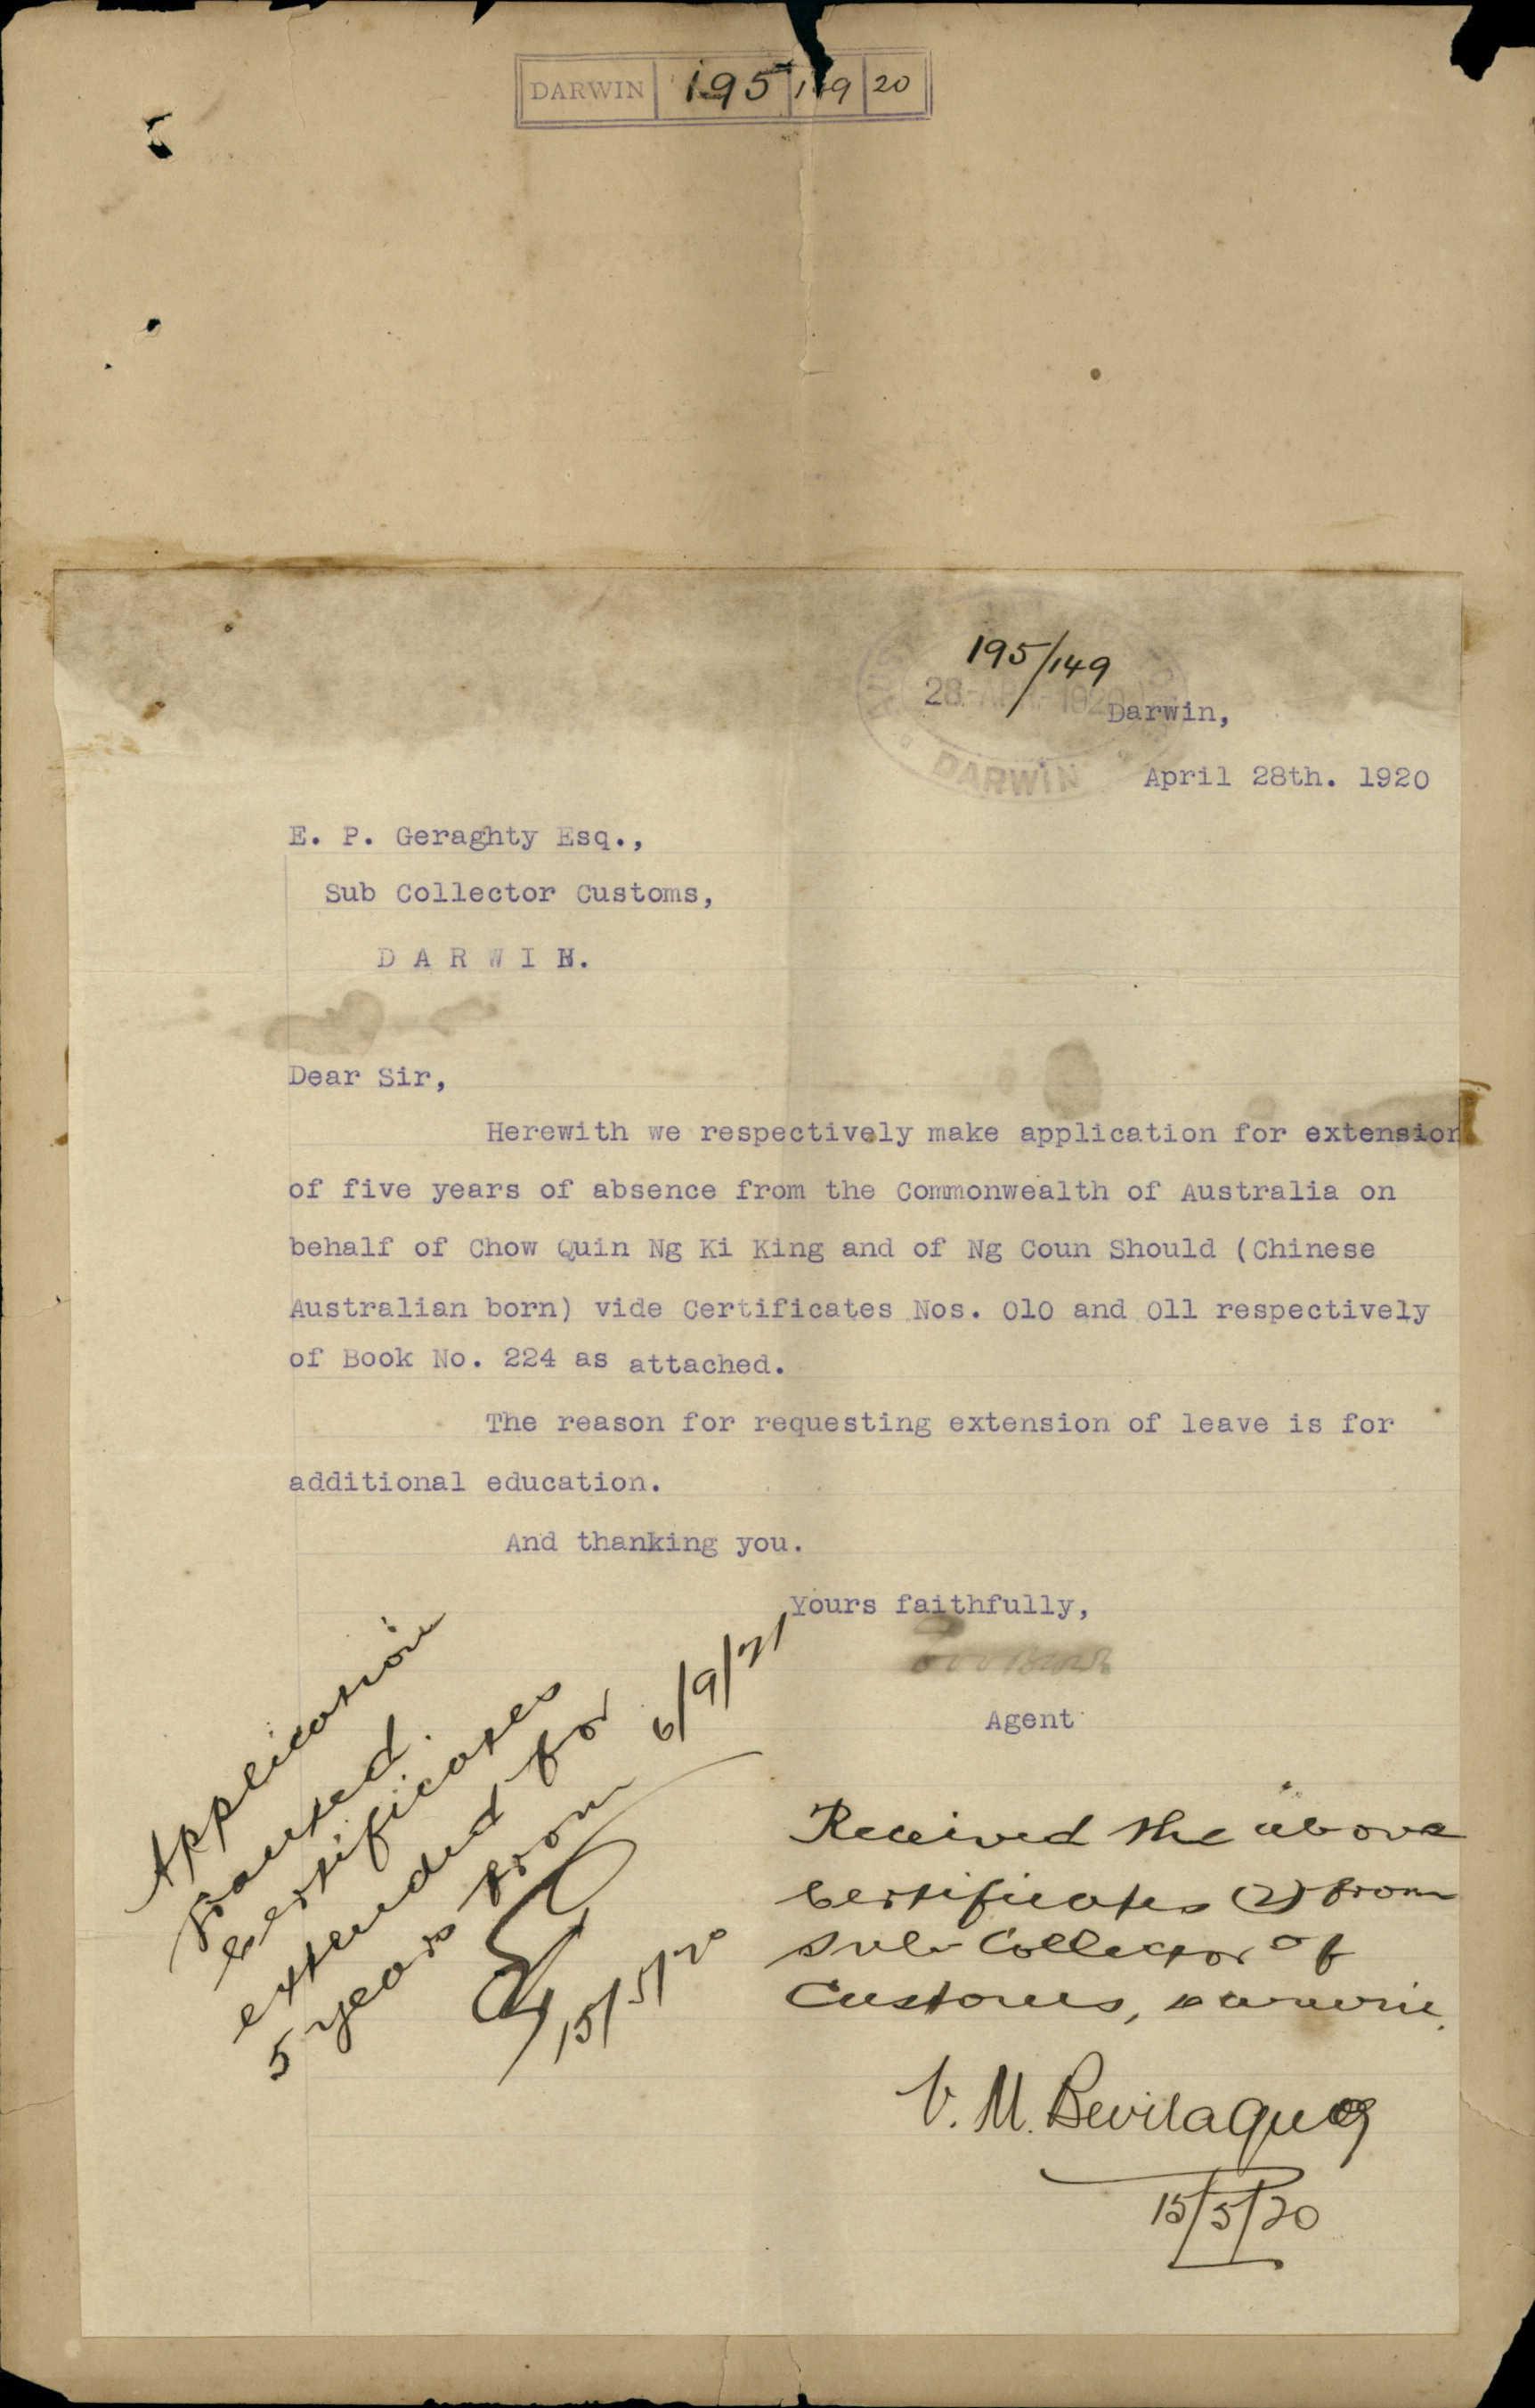 DARWIN 195 149 20
195/149
28 APR 1920
Darwin,
DARWIN
April 28th. 1920
E. P. Geraghty Esq.,
Sub Collector Customs,
D A R W I N.
Dear Sir,
Herewith we respectively make application for extension
of five years of absence from the Commonwealth of Australia on
behalf of Chow Quin Ng Ki King and of Ng Coun Should (Chinese
Australian born) vide Certificates Nos. 010 and 011 respectively
of Book No. 224 as attached.
The reason for requesting extension of leave is for
additional education.
And thanking you.
Yours faithfully,
Agent
Application
granted.
Certificates
extended for
5 years from 6/9/21
15/5/20
Received the above
Certificates (2) from
Sub-Collector of
Customs, Darwin.
V. M. Bevilaqua
15/5/20